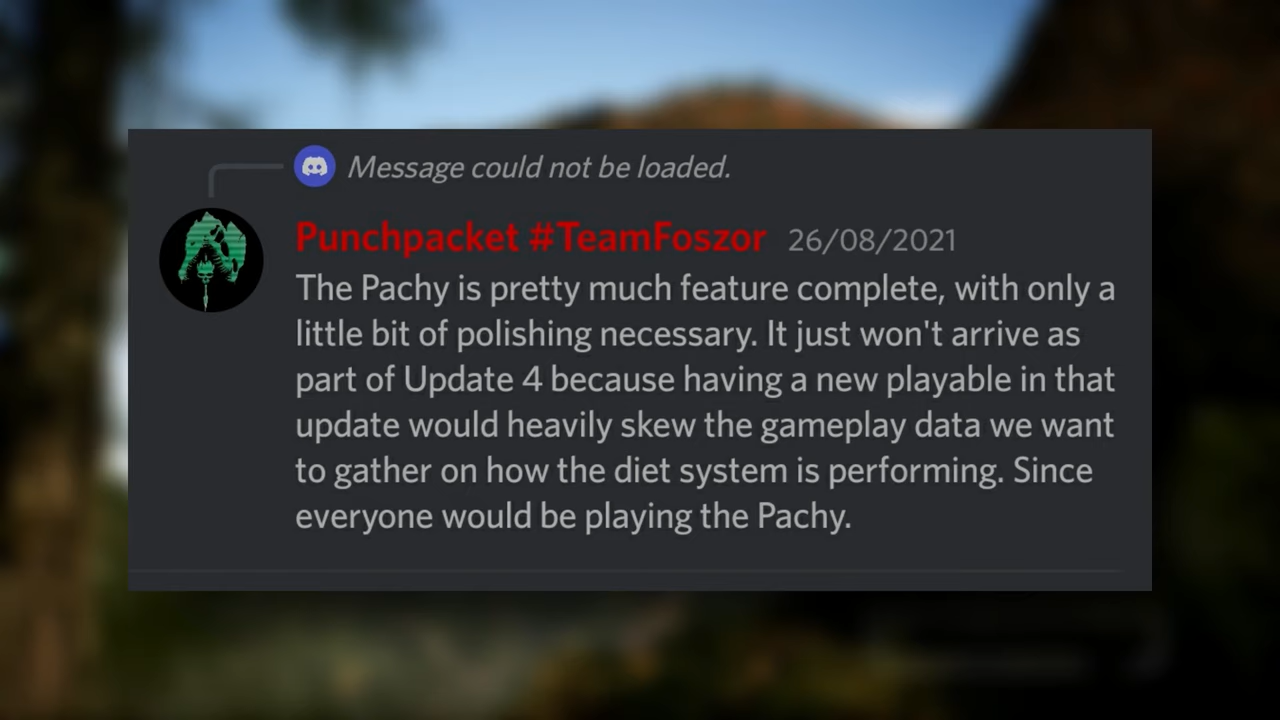 Message could not be loaded.
Punchpacket #TeamFoszor 26/08/2021
The Pachy is pretty much feature complete, with only a
little bit of polishing necessary. It just won't arrive as
part of Update 4 because having a new playable in that
update would heavily skew the gameplay data we want
to gather on how the diet system is performing. Since
everyone would be playing the Pachy.